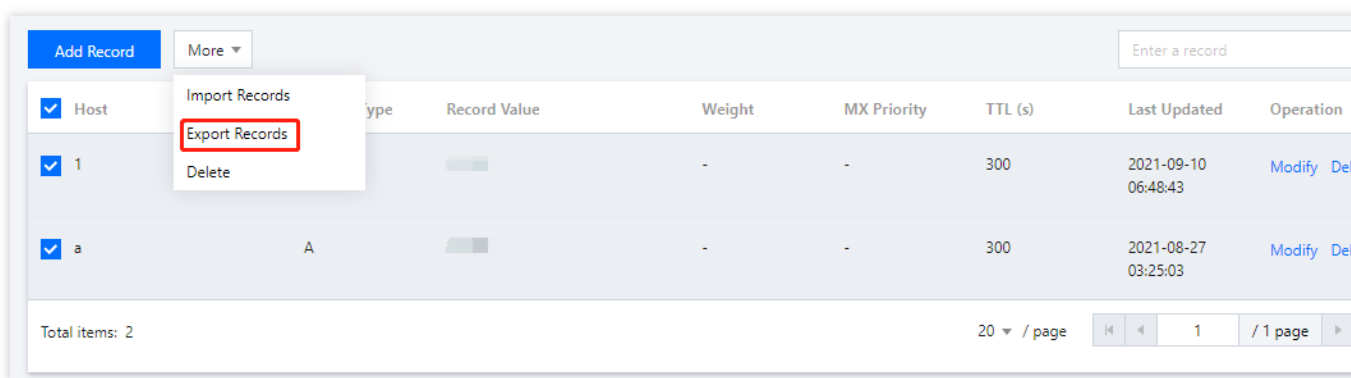 Add Record More Enter a record
Import Records
Export Records
Delete
Host Type Record Value Weight MX Priority TTL (s) Last Updated Operation
1 - - 300 2021-09-10 06:48:43 Modify Del
a A - - 300 2021-08-27 03:25:03 Modify Del
Total items: 2 20 / page 1 / 1 page